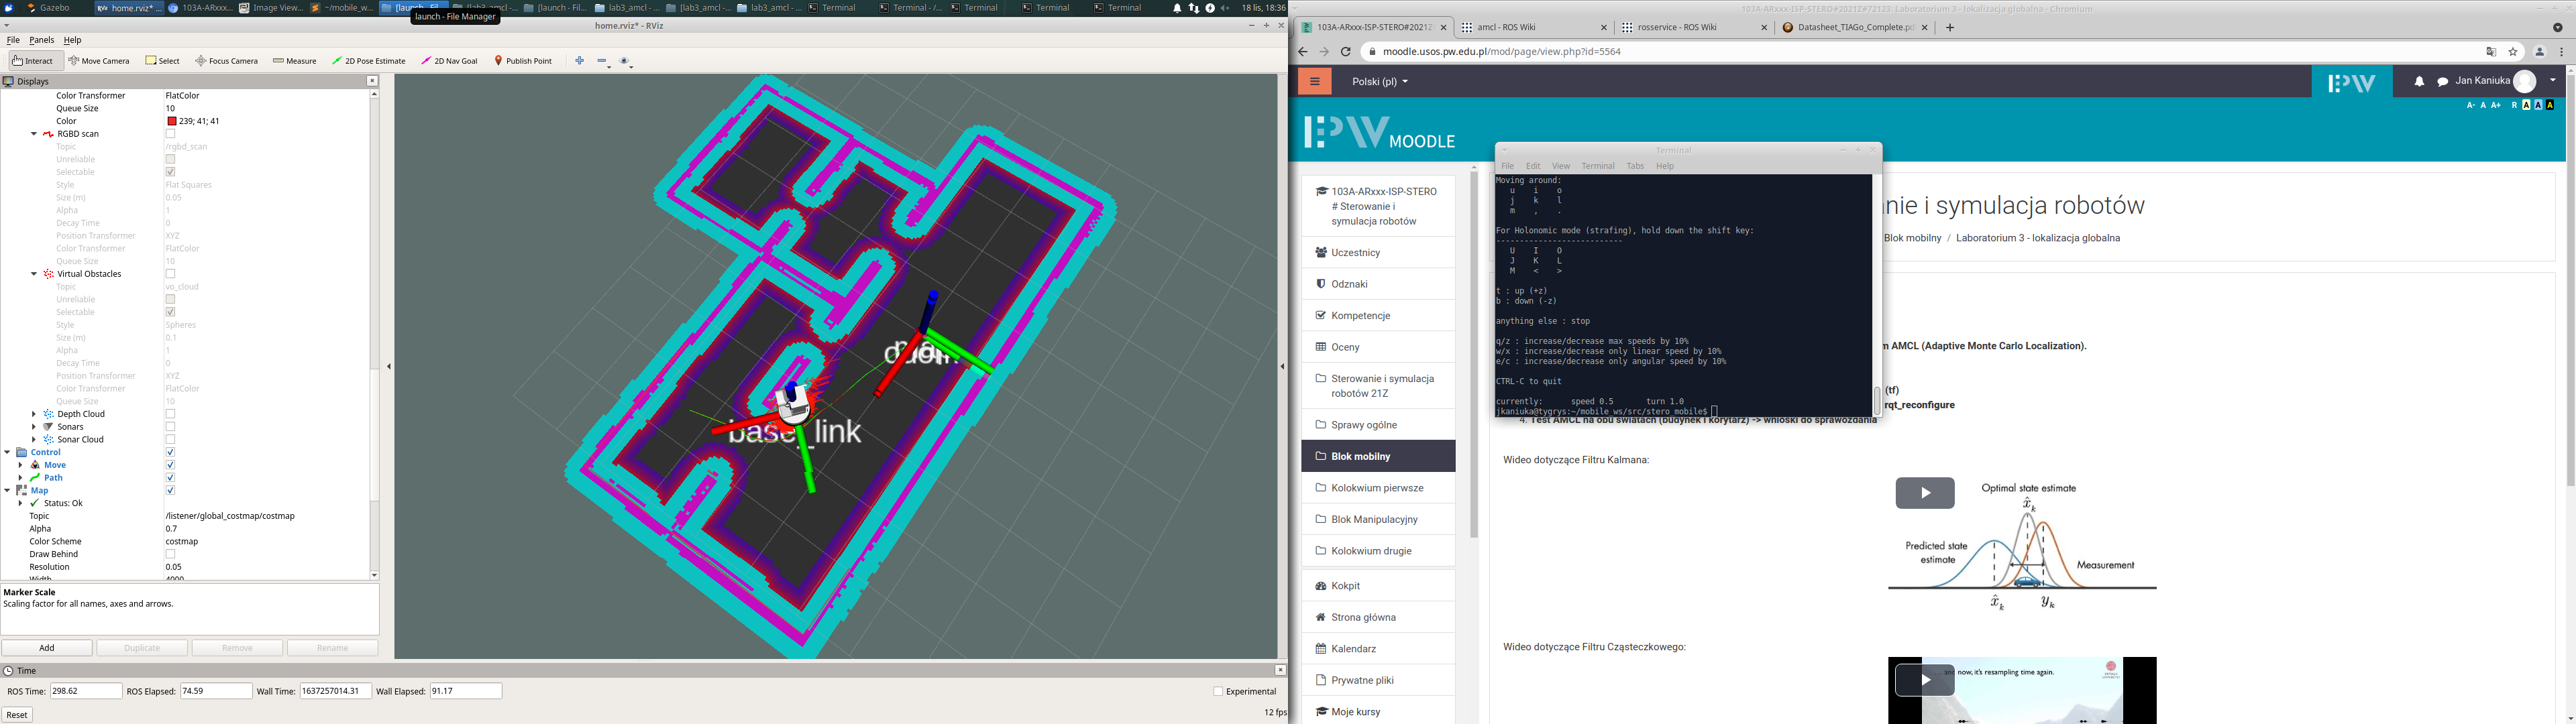 Gazebo
home.rviz* -...
103A-ARxxx...
Image View...
~/mobile_w...
[launch - Fil...
lab3_amcl -...
[launch - Fil...
[lab3_amcl -...
lab3_amcl -...
Terminal
Terminal - /...
Terminal
Terminal
Terminal
18 lis, 18:36
launch - File Manager
home.rviz* - RViz
File Panels Help
Interact Move Camera Select Focus Camera Measure 2D Pose Estimate 2D Nav Goal Publish Point
Displays
Color Transformer FlatColor
Queue Size 10
Color 239; 41; 41
RGBD scan
Topic /rgbd_scan
Unreliable
Selectable
Style Flat Squares
Size (m) 0.05
Alpha 1
Decay Time 0
Position Transformer XYZ
Color Transformer FlatColor
Queue Size 10
Virtual Obstacles
Topic vo_cloud
Unreliable
Selectable
Style Spheres
Size (m) 0.1
Alpha 1
Decay Time 0
Position Transformer XYZ
Color Transformer FlatColor
Queue Size 10
Depth Cloud
Sonars
Sonar Cloud
Control
Move
Path
Map
Status: Ok
Topic /listener/global_costmap/costmap
Alpha 0.7
Color Scheme costmap
Draw Behind
Resolution 0.05
Width 4000
Marker Scale
Scaling factor for all names, axes and arrows.
Add Duplicate Remove Rename
base_link
Time
ROS Time: 298.62 ROS Elapsed: 74.59 Wall Time: 1637257014.31 Wall Elapsed: 91.17 Experimental
Reset 12 fps
103A-ARxxx-ISP-STERO#2021Z#72123: Laboratorium 3 - lokalizacja globalna - Chromium
103A-ARxxx-ISP-STERO#2021Z
amcl - ROS Wiki
rosservice - ROS Wiki
Datasheet_TIAGo_Complete.pd
moodle.usos.pw.edu.pl/mod/page/view.php?id=5564
Polski (pl)
Jan Kaniuka
A- A A+ R A A A
MOODLE
103A-ARxxx-ISP-STERO
# Sterowanie i
symulacja robotów
Uczestnicy
Odznaki
Kompetencje
Oceny
Sterowanie i symulacja
robotów 21Z
Sprawy ogólne
Blok mobilny
Kolokwium pierwsze
Blok Manipulacyjny
Kolokwium drugie
Kokpit
Strona główna
Kalendarz
Prywatne pliki
Moje kursy
Terminal
File Edit View Terminal Tabs Help
Moving around:
u i o
j k l
m , .
For Holonomic mode (strafing), hold down the shift key:
---------------------------
U I O
J K L
M < >
t : up (+z)
b : down (-z)
anything else : stop
q/z : increase/decrease max speeds by 10%
w/x : increase/decrease only linear speed by 10%
e/c : increase/decrease only angular speed by 10%
CTRL-C to quit
currently: speed 0.5 turn 1.0
jkaniuka@tygrys:~/mobile_ws/src/stero_mobile$
nie i symulacja robotów
Blok mobilny / Laboratorium 3 - lokalizacja globalna
m AMCL (Adaptive Monte Carlo Localization).
(tf)
rqt_reconfigure
4. Test AMCL na obu światach (budynek i korytarz) -> wnioski do sprawozdania
Wideo dotyczące Filtru Kalmana:
Optimal state estimate
x̂k
Predicted state
estimate
Measurement
x̂k yk
Wideo dotyczące Filtru Cząsteczkowego:
now, it's resampling time again.